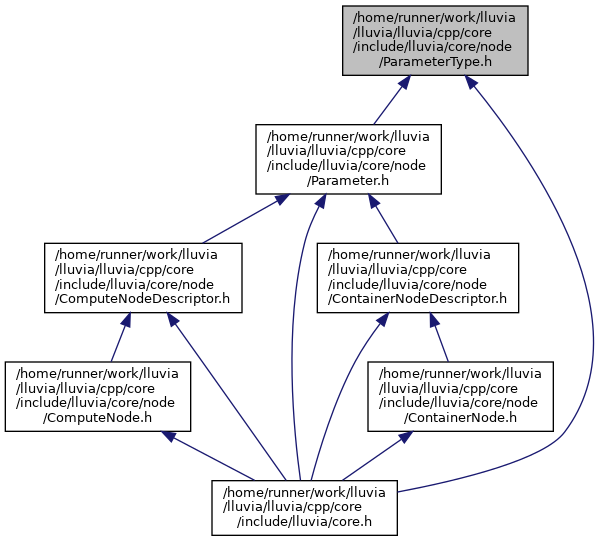 /home/runner/work/lluvia
/lluvia/lluvia/cpp/core
/include/lluvia/core/node
/ParameterType.h
/home/runner/work/lluvia
/lluvia/lluvia/cpp/core
/include/lluvia/core/node
/Parameter.h
/home/runner/work/lluvia
/lluvia/lluvia/cpp/core
/include/lluvia/core/node
/ComputeNodeDescriptor.h
/home/runner/work/lluvia
/lluvia/lluvia/cpp/core
/include/lluvia/core/node
/ContainerNodeDescriptor.h
/home/runner/work/lluvia
/lluvia/lluvia/cpp/core
/include/lluvia/core/node
/ComputeNode.h
/home/runner/work/lluvia
/lluvia/lluvia/cpp/core
/include/lluvia/core/node
/ContainerNode.h
/home/runner/work/lluvia
/lluvia/lluvia/cpp/core
/include/lluvia/core.h